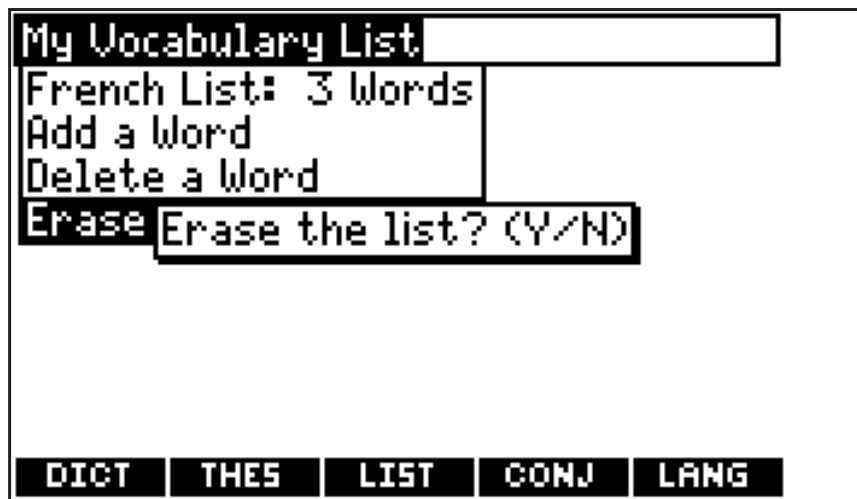 My Vocabulary List
French List: 3 Words
Add a Word
Delete a Word
Erase
Erase the list? (Y/N)
DICT THES LIST CONJ LANG